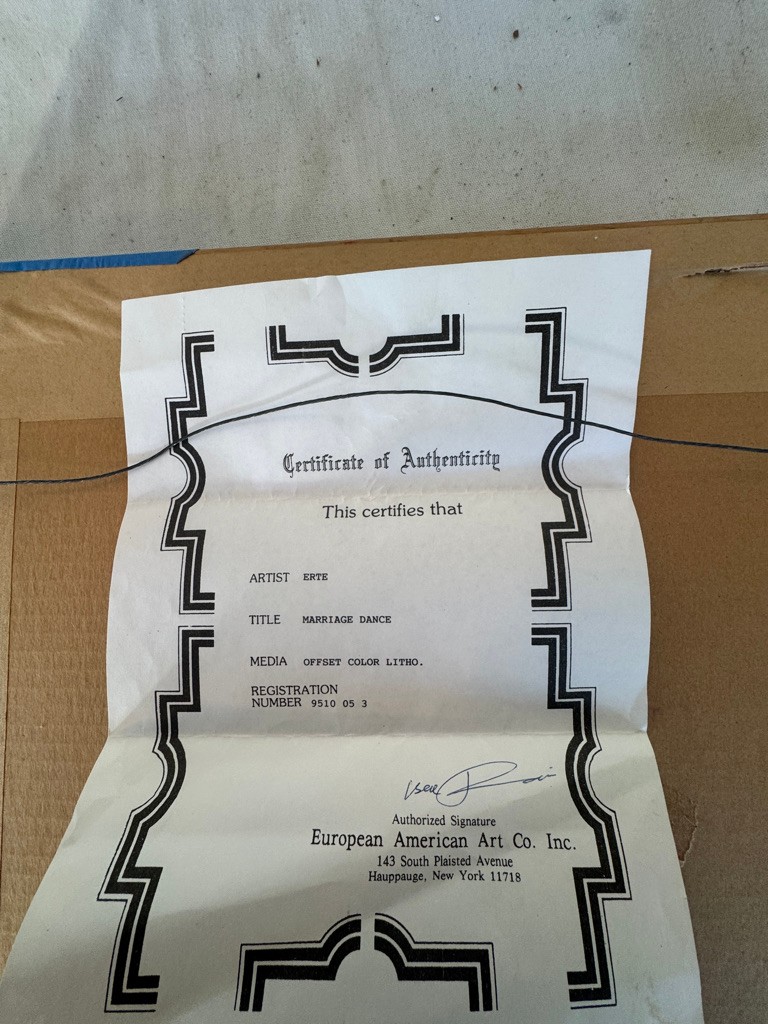 Certificate of Authenticity
This certifies that
ARTIST ERTE
TITLE MARRIAGE DANCE
MEDIA OFFSET COLOR LITHO.
REGISTRATION
NUMBER 9510 05 3
Authorized Signature
European American Art Co. Inc.
143 South Plaisted Avenue
Hauppauge, New York 11718